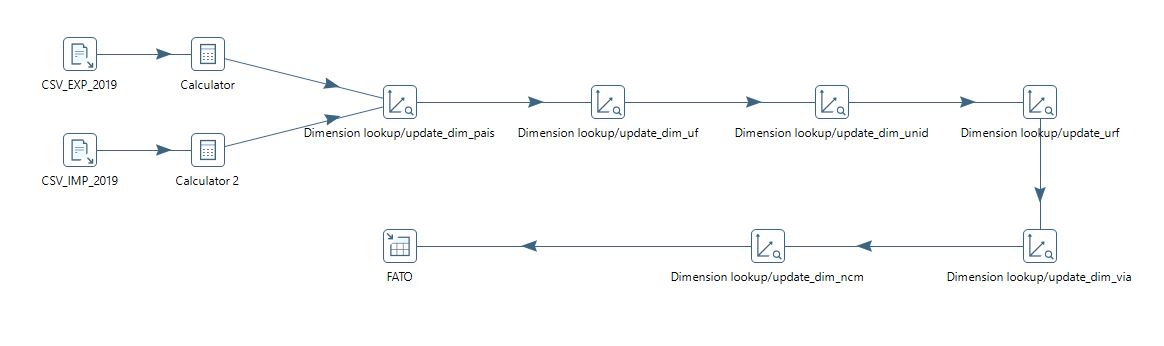 CSV_EXP_2019
Calculator
Dimension lookup/update_dim_pais
Dimension lookup/update_dim_uf
Dimension lookup/update_dim_unid
Dimension lookup/update_urf
CSV_IMP_2019
Calculator 2
FATO
Dimension lookup/update_dim_ncm
Dimension lookup/update_dim_via